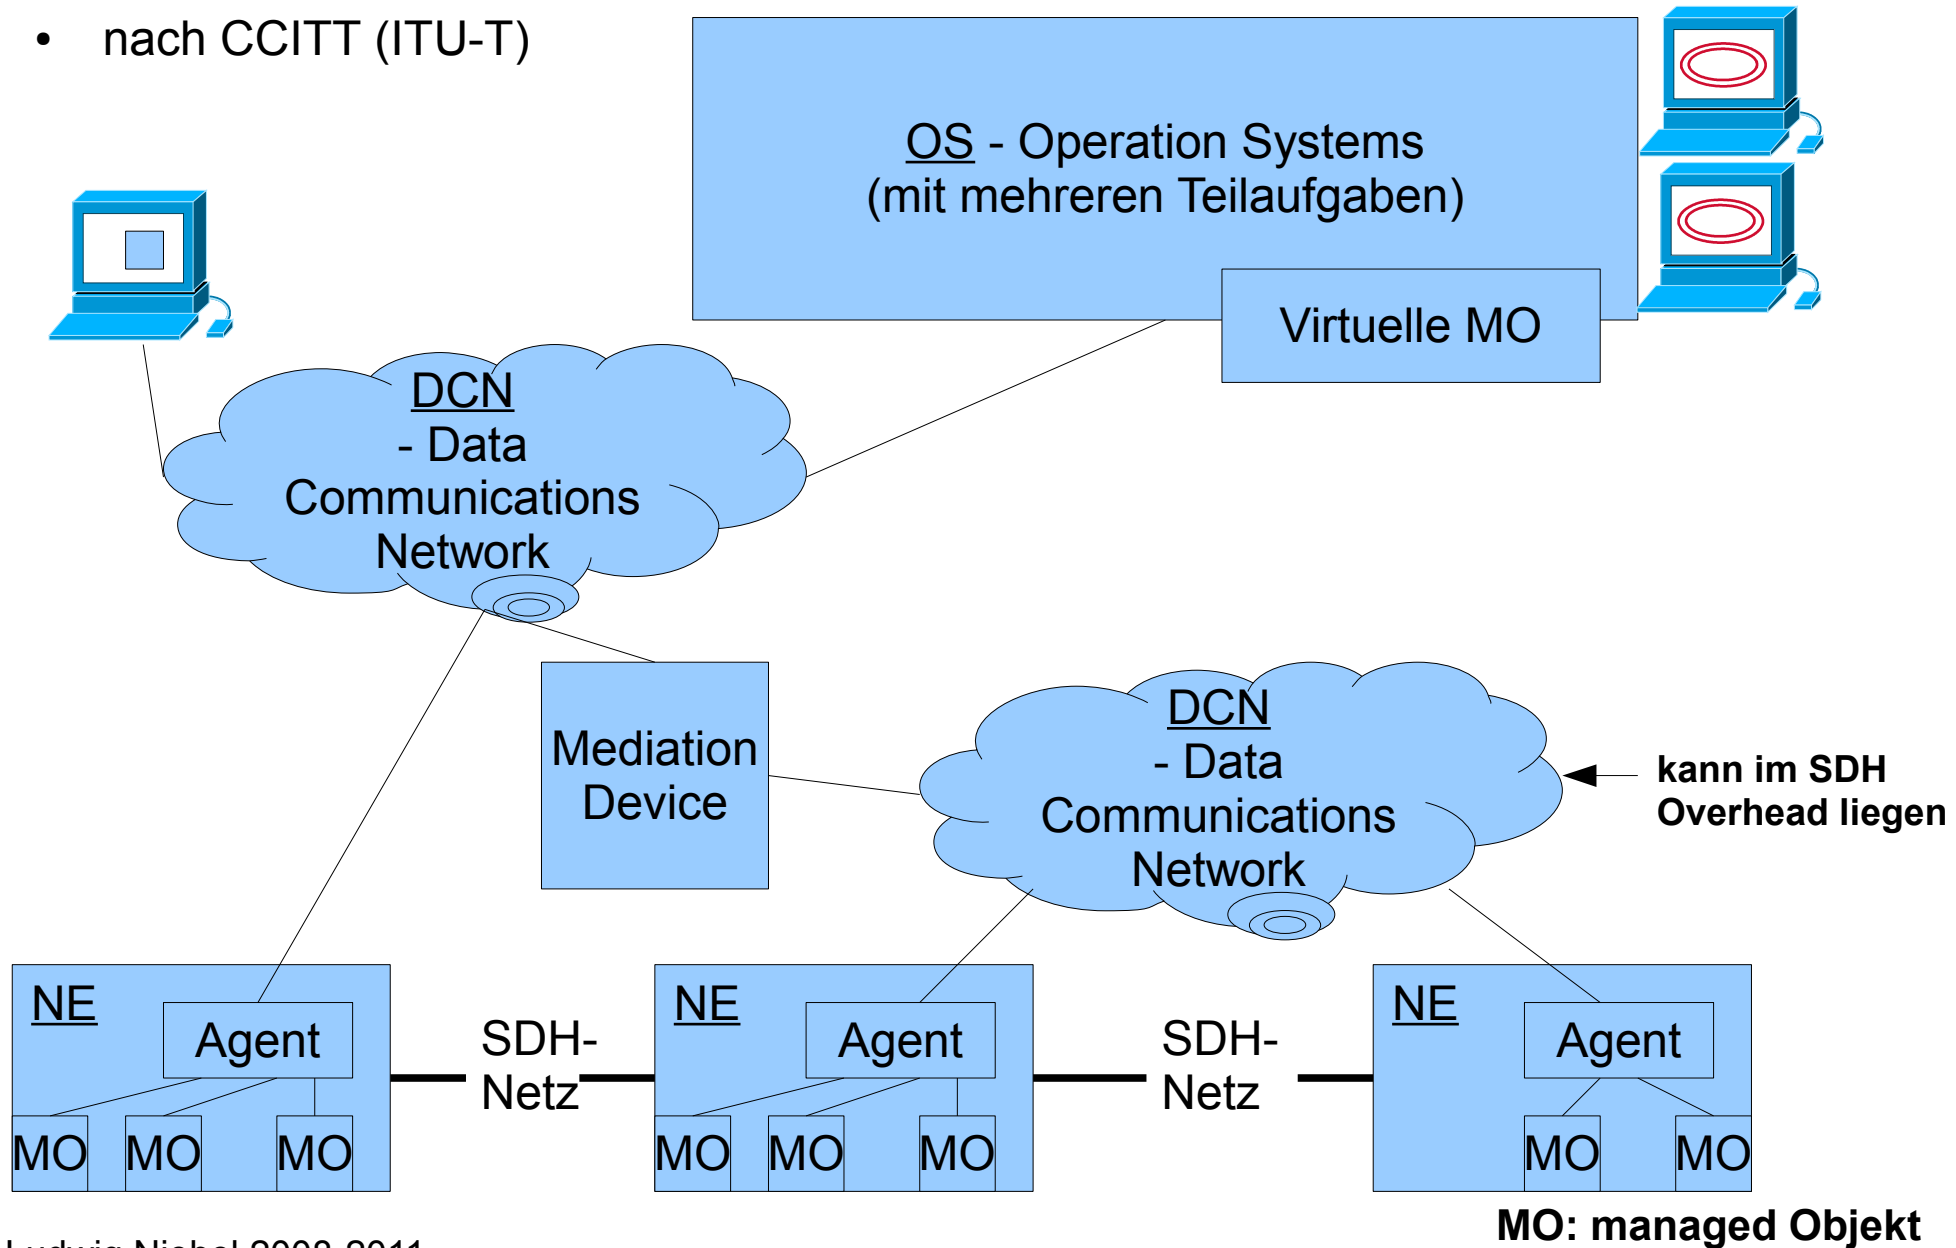 • nach CCITT (ITU-T)
OS - Operation Systems
(mit mehreren Teilaufgaben)
Virtuelle MO
DCN
- Data
Communications
Network
Mediation
Device
DCN
- Data
Communications
Network
kann im SDH
Overhead liegen
NE
Agent
MO MO MO
SDH-
Netz
NE
Agent
MO MO MO
SDH-
Netz
NE
Agent
MO MO
MO: managed Objekt